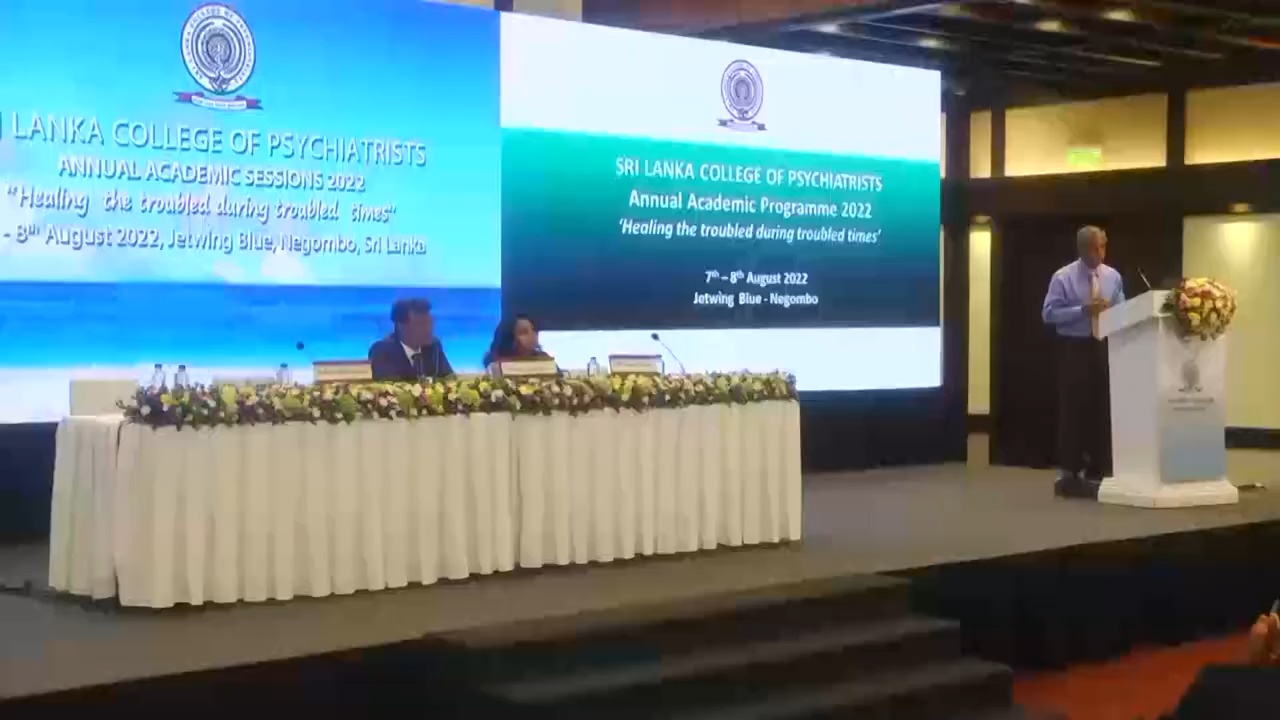 I LANKA COLLEGE OF PSYCHIATRISTS
ANNUAL ACADEMIC SESSIONS 2022
"Healing the troubled during troubled times"
- 8th August 2022, Jetwing Blue, Negombo, Sri Lanka
SRI LANKA COLLEGE OF PSYCHIATRISTS
Annual Academic Programme 2022
'Healing the troubled during troubled times'
7th – 8th August 2022
Jetwing Blue - Negombo